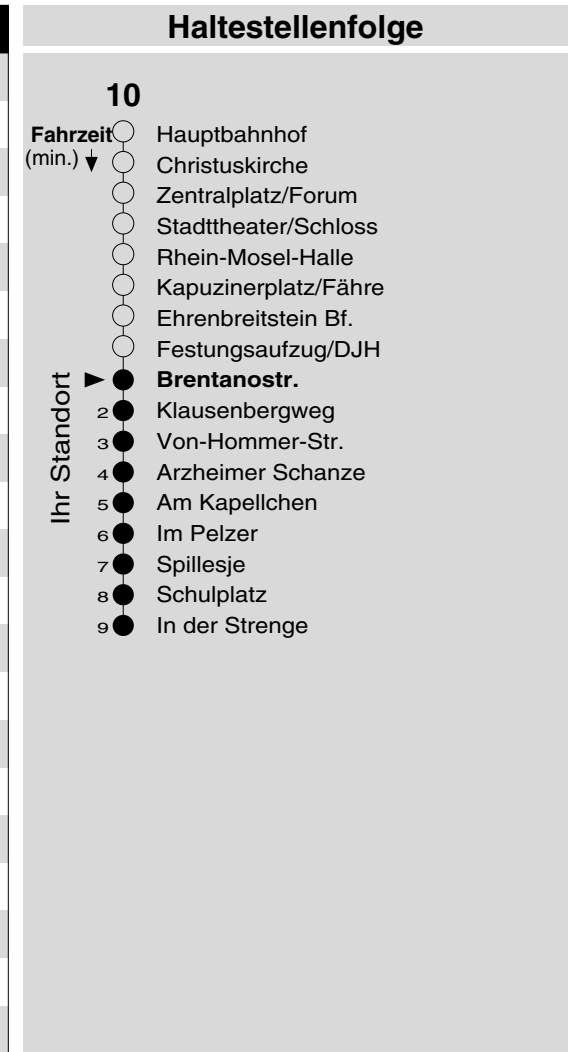 Haltestellenfolge
10
Fahrzeit Hauptbahnhof
(min.) Christuskirche
Zentralplatz/Forum
Stadttheater/Schloss
Rhein-Mosel-Halle
Kapuzinerplatz/Fähre
Ehrenbreitstein Bf.
Festungsaufzug/DJH
Ihr Standort
Brentanostr.
2 Klausenbergweg
3 Von-Hommer-Str.
4 Arzheimer Schanze
5 Am Kapellchen
6 Im Pelzer
7 Spillesje
8 Schulplatz
9 In der Strenge